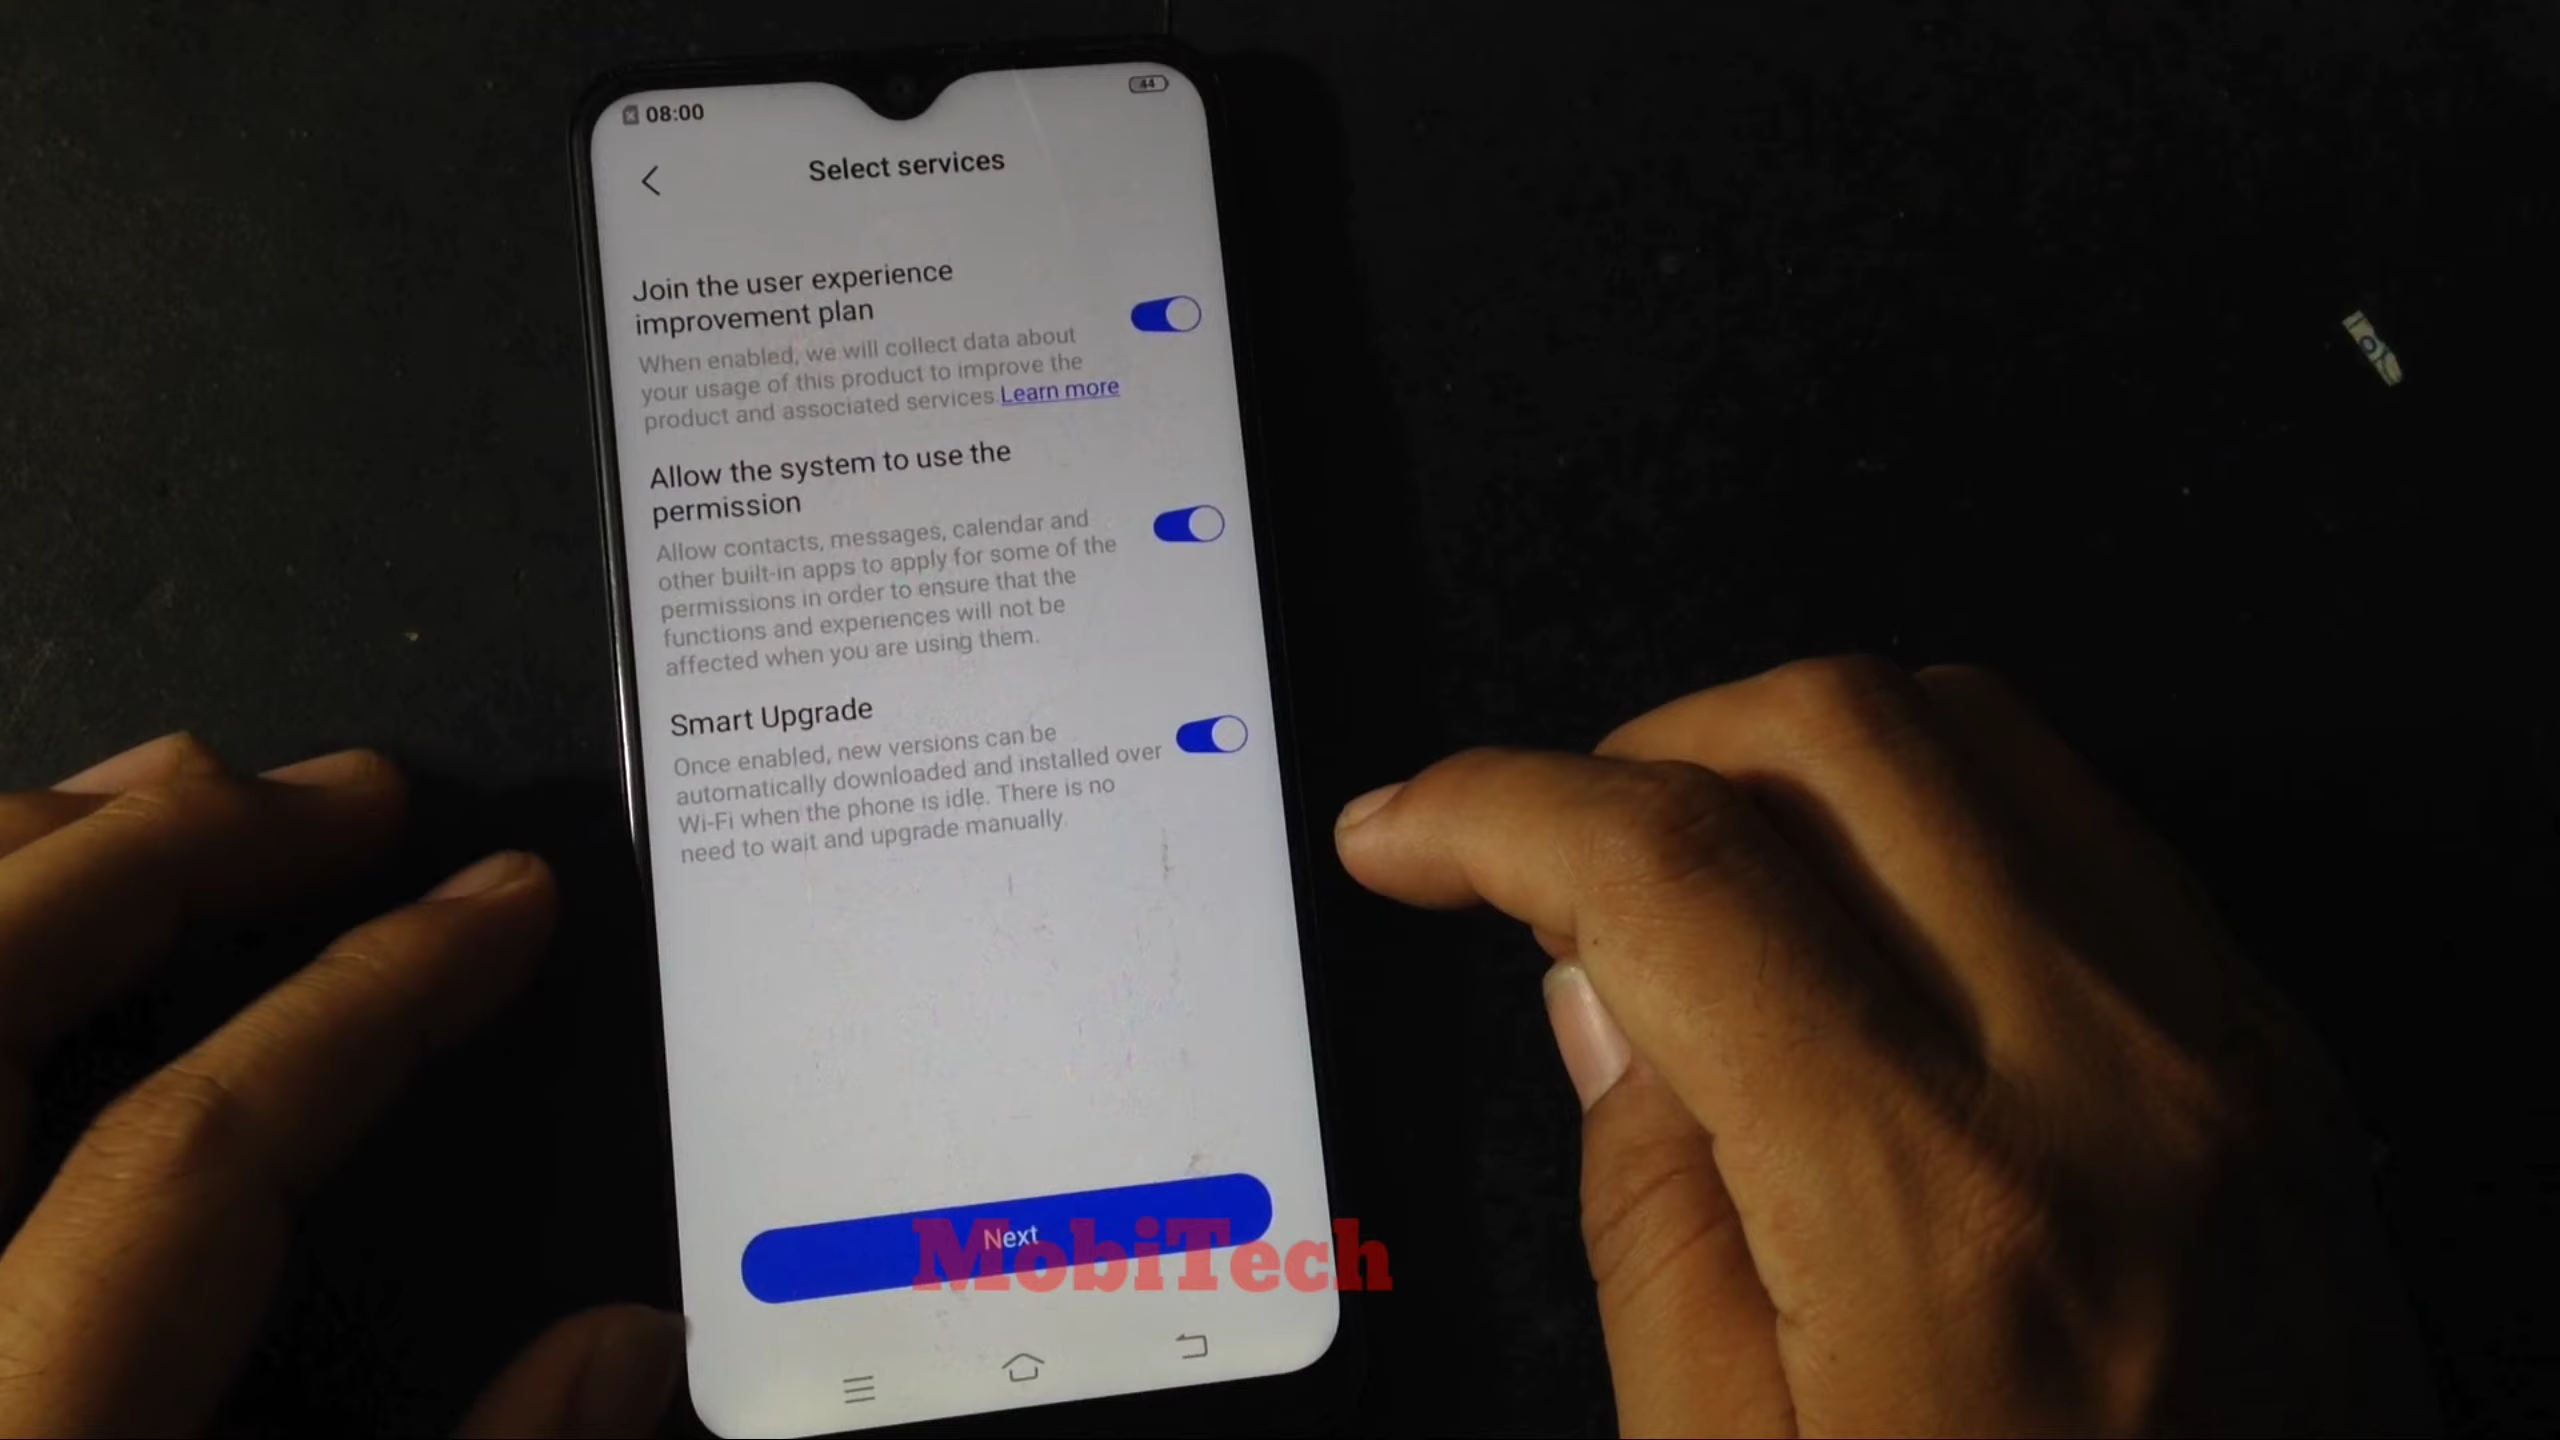 08:00
44
Select services
Join the user experience
improvement plan
When enabled, we will collect data about
your usage of this product to improve the
product and associated services.Learn more
Allow the system to use the
permission
Allow contacts, messages, calendar and
other built-in apps to apply for some of the
permissions in order to ensure that the
functions and experiences will not be
affected when you are using them.
Smart Upgrade
Once enabled, new versions can be
automatically downloaded and installed over
Wi-Fi when the phone is idle. There is no
need to wait and upgrade manually.
Next
MobiTech